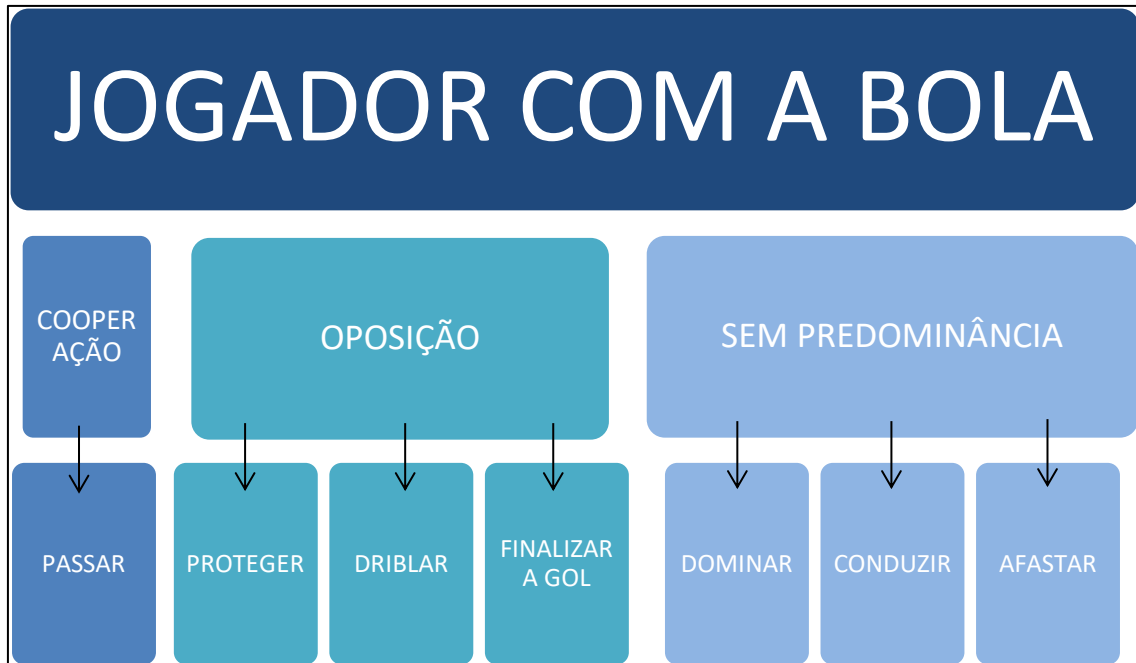 JOGADOR COM A BOLA
COOPER
AÇÃO
OPOSIÇÃO
SEM PREDOMINÂNCIA
PASSAR
PROTEGER
DRIBLAR
FINALIZAR
A GOL
DOMINAR
CONDUZIR
AFASTAR